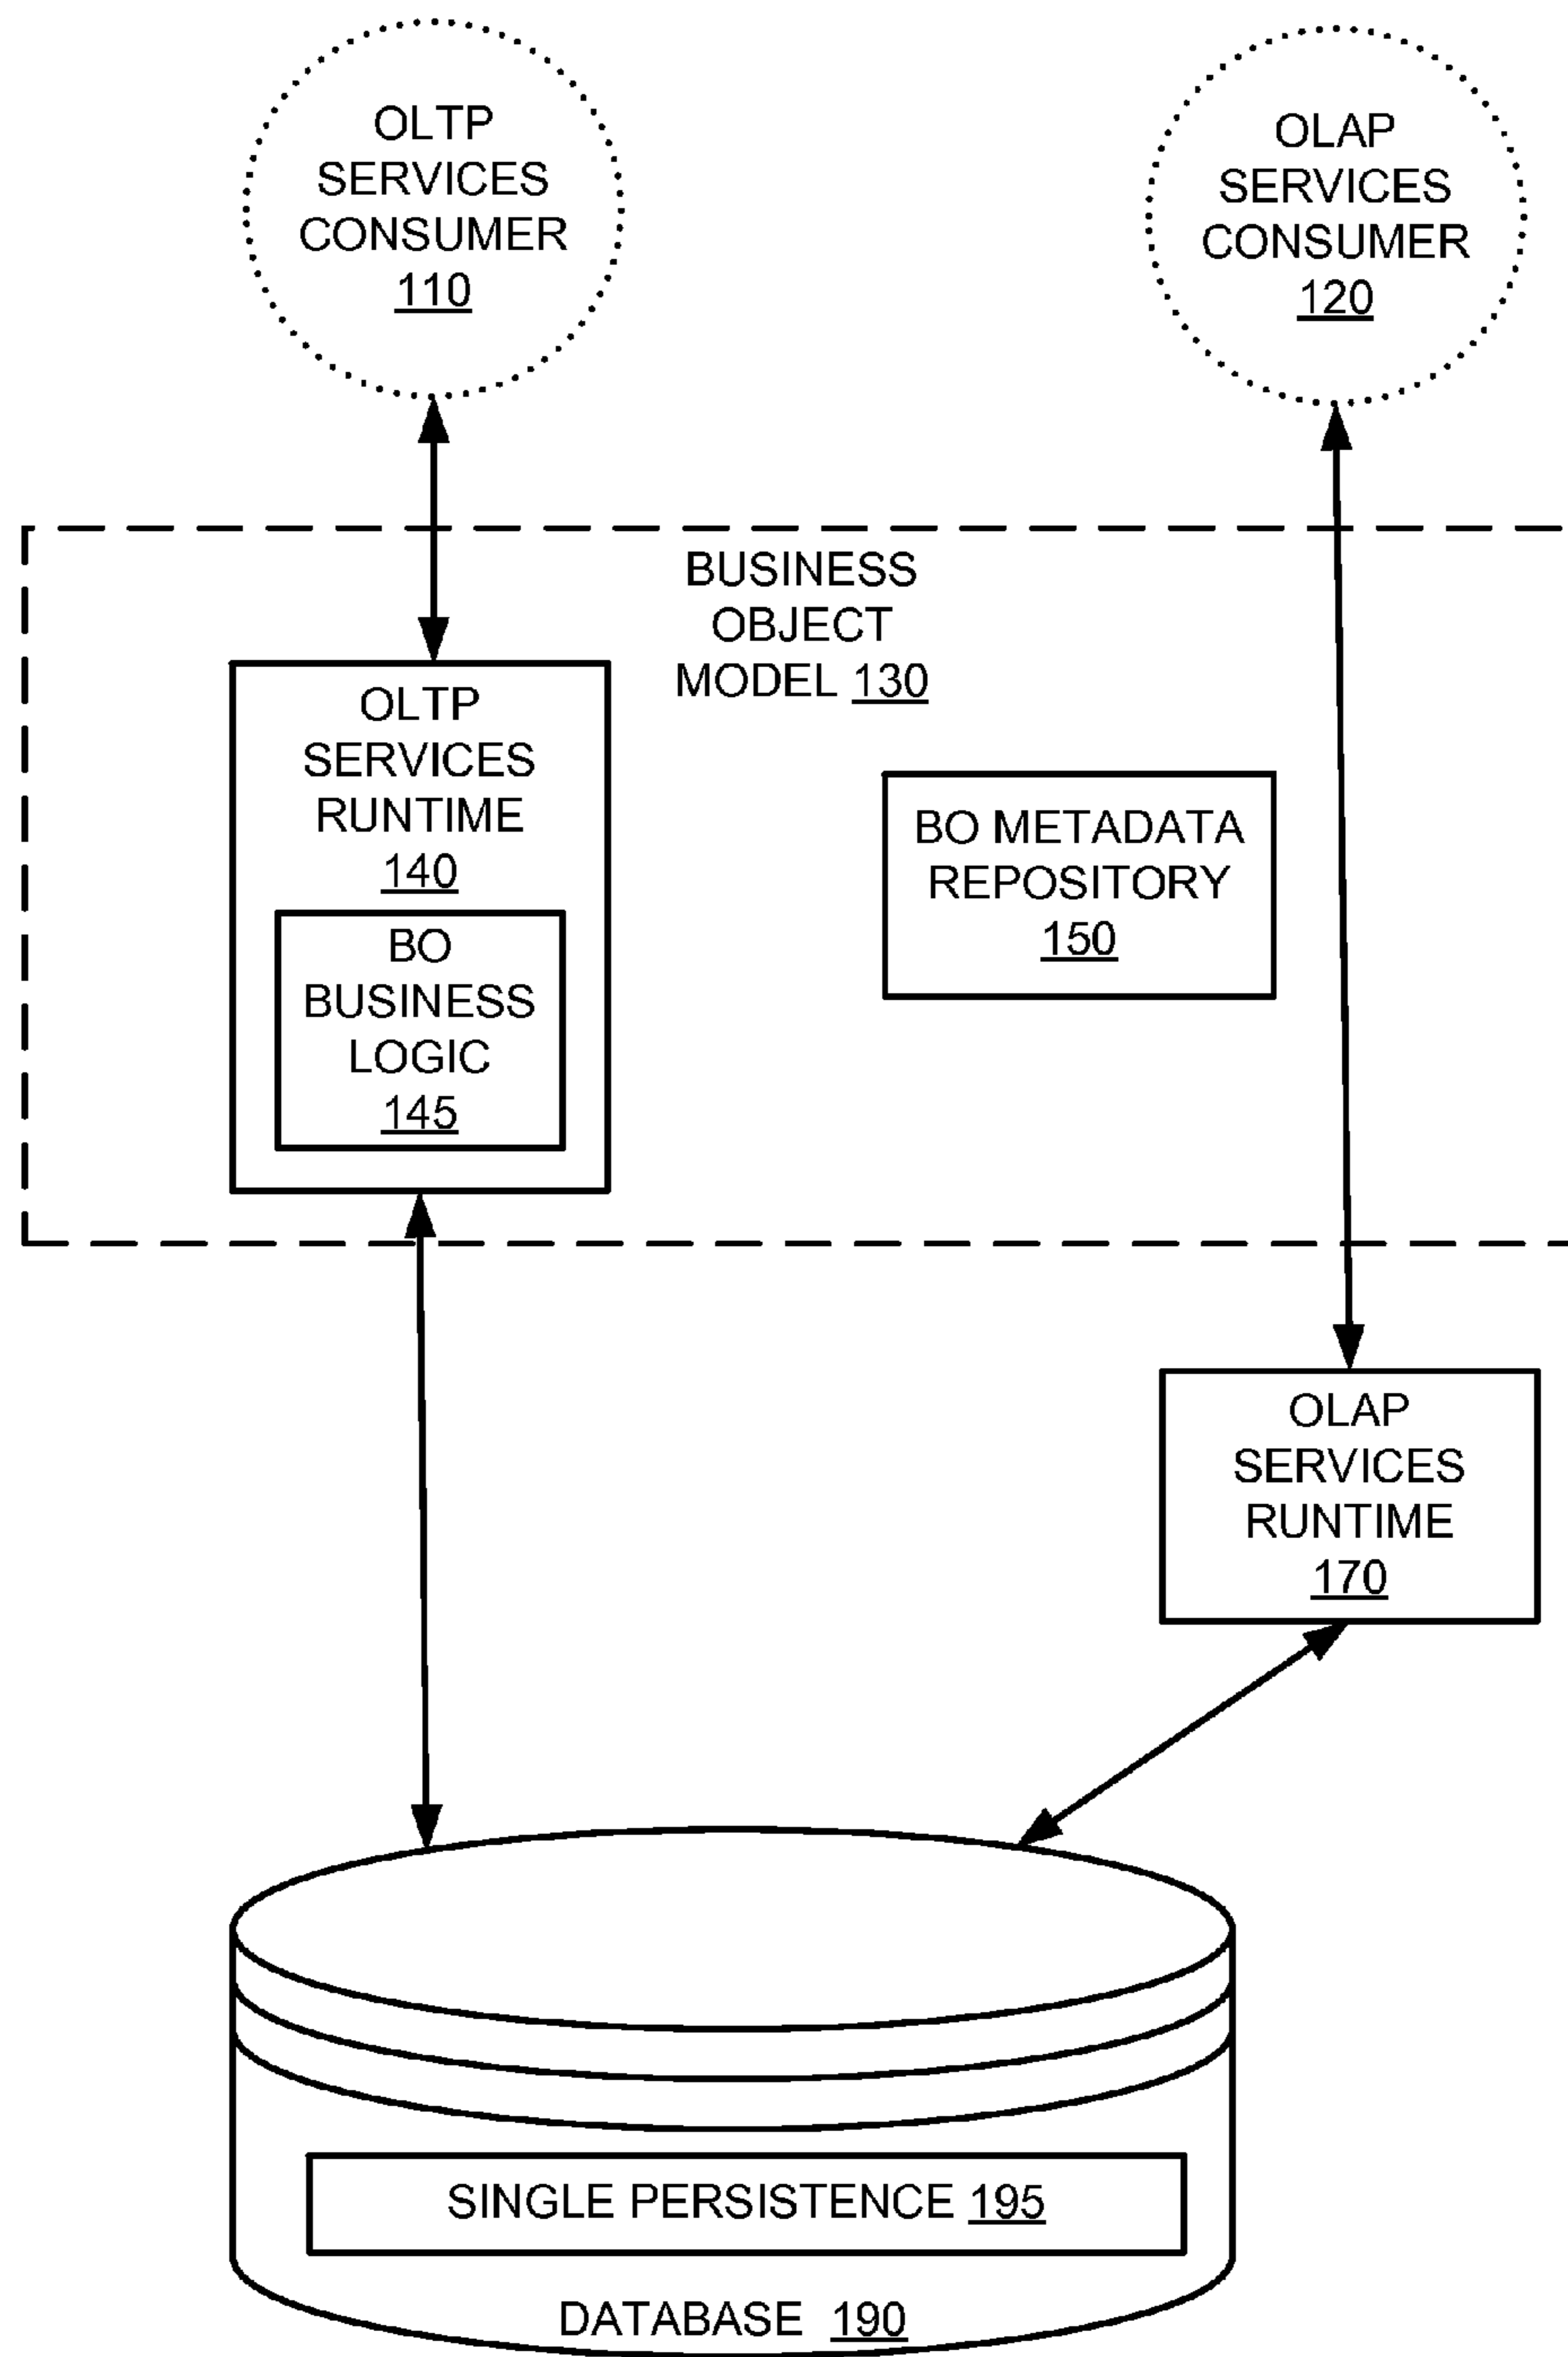 OLTP
SERVICES
CONSUMER
110
OLAP
SERVICES
CONSUMER
120
BUSINESS
OBJECT
MODEL 130
OLTP
SERVICES
RUNTIME
140
BO
BUSINESS
LOGIC
145
BO METADATA
REPOSITORY
150
OLAP
SERVICES
RUNTIME
170
SINGLE PERSISTENCE 195
DATABASE 190